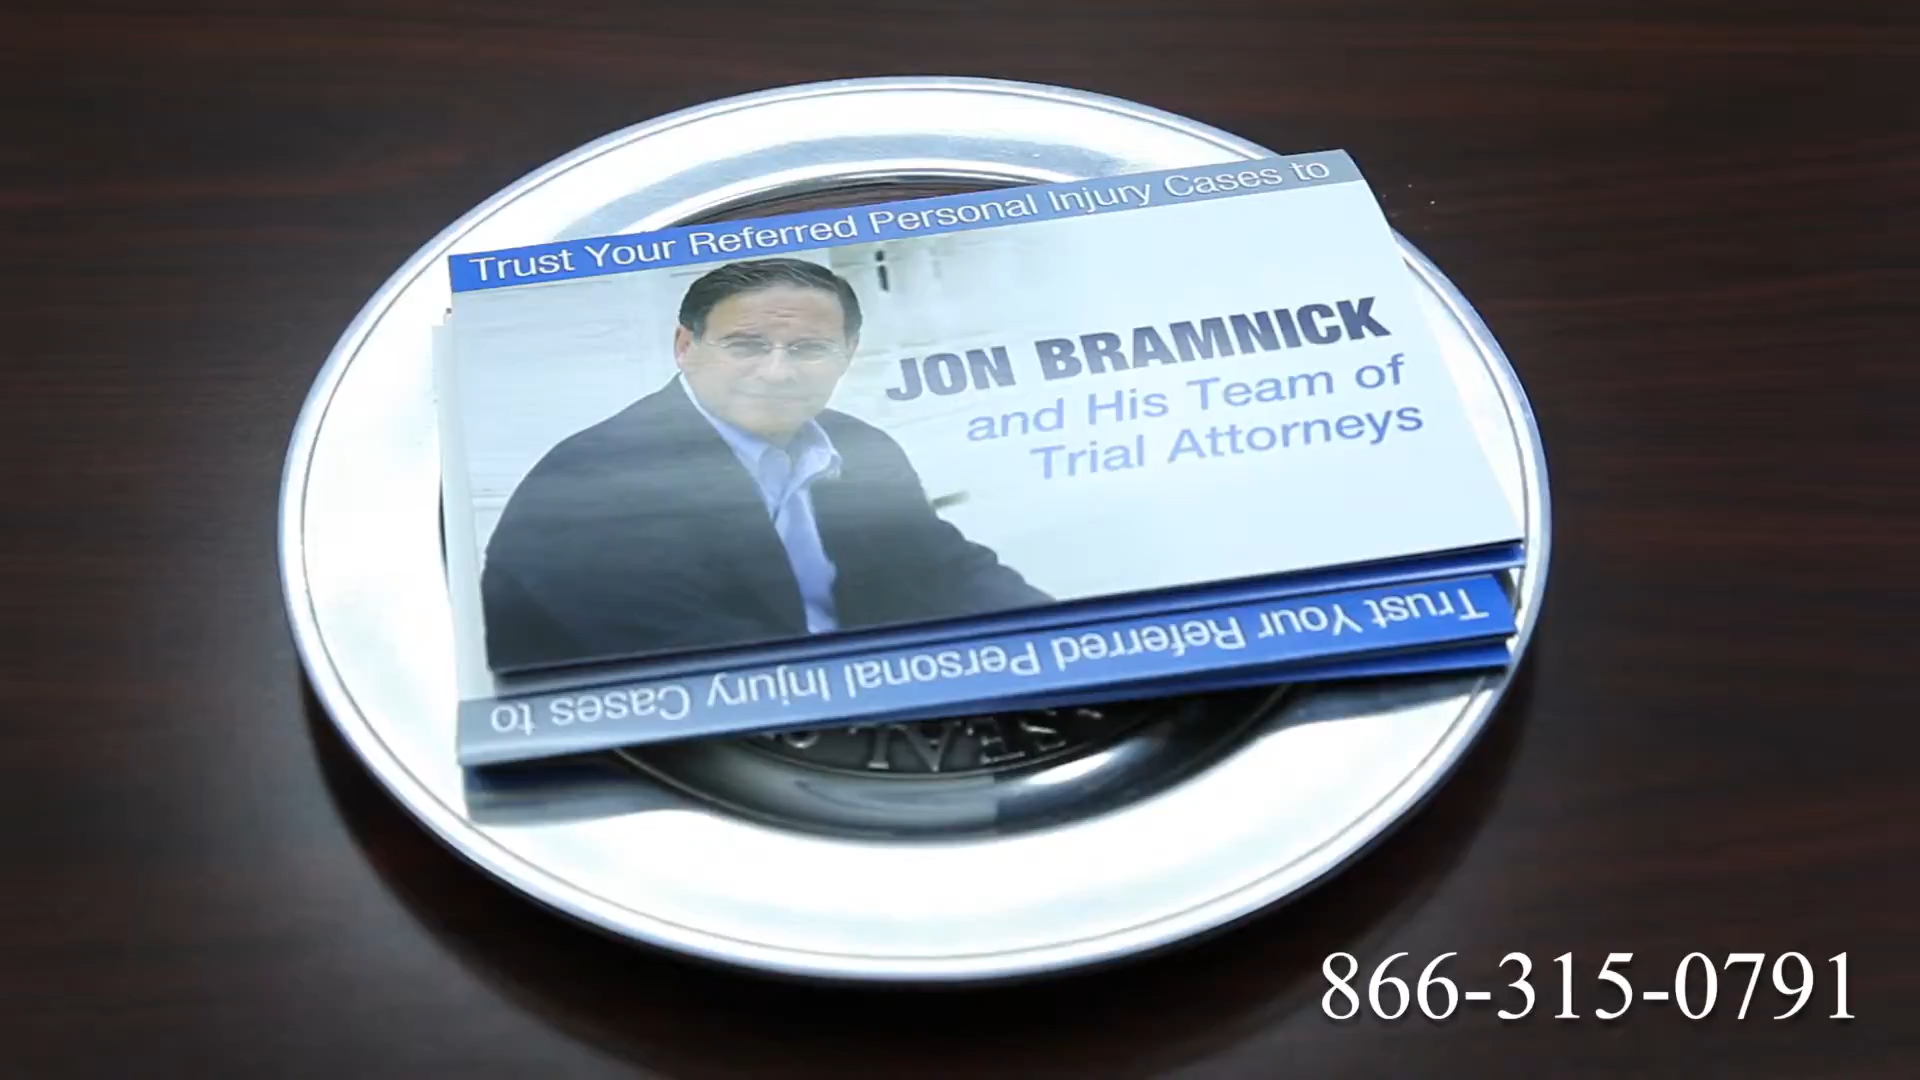 Trust Your Referred Personal Injury Cases to
JON BRAMNICK
and His Team of
Trial Attorneys
Trust Your Referred Personal Injury Cases to
SEAL
866-315-0791